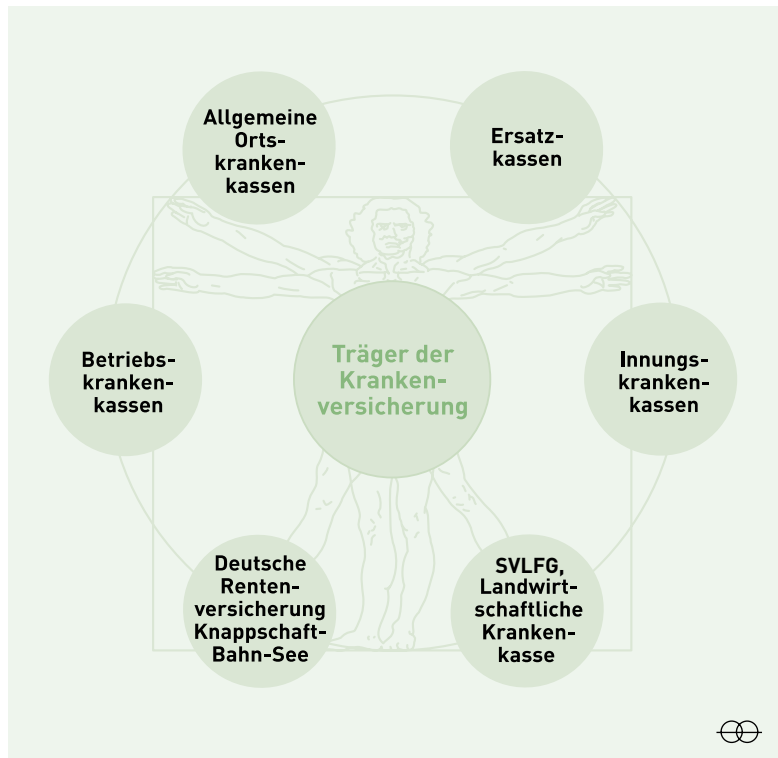 Allgemeine
Orts-
kranken-
kassen
Ersatz-
kassen
Betriebs-
kranken-
kassen
Träger der
Kranken-
versicherung
Innungs-
kranken-
kassen
Deutsche
Renten-
versicherung
Knappschaft-
Bahn-See
SVLFG,
Landwirt-
schaftliche
Kranken-
kasse